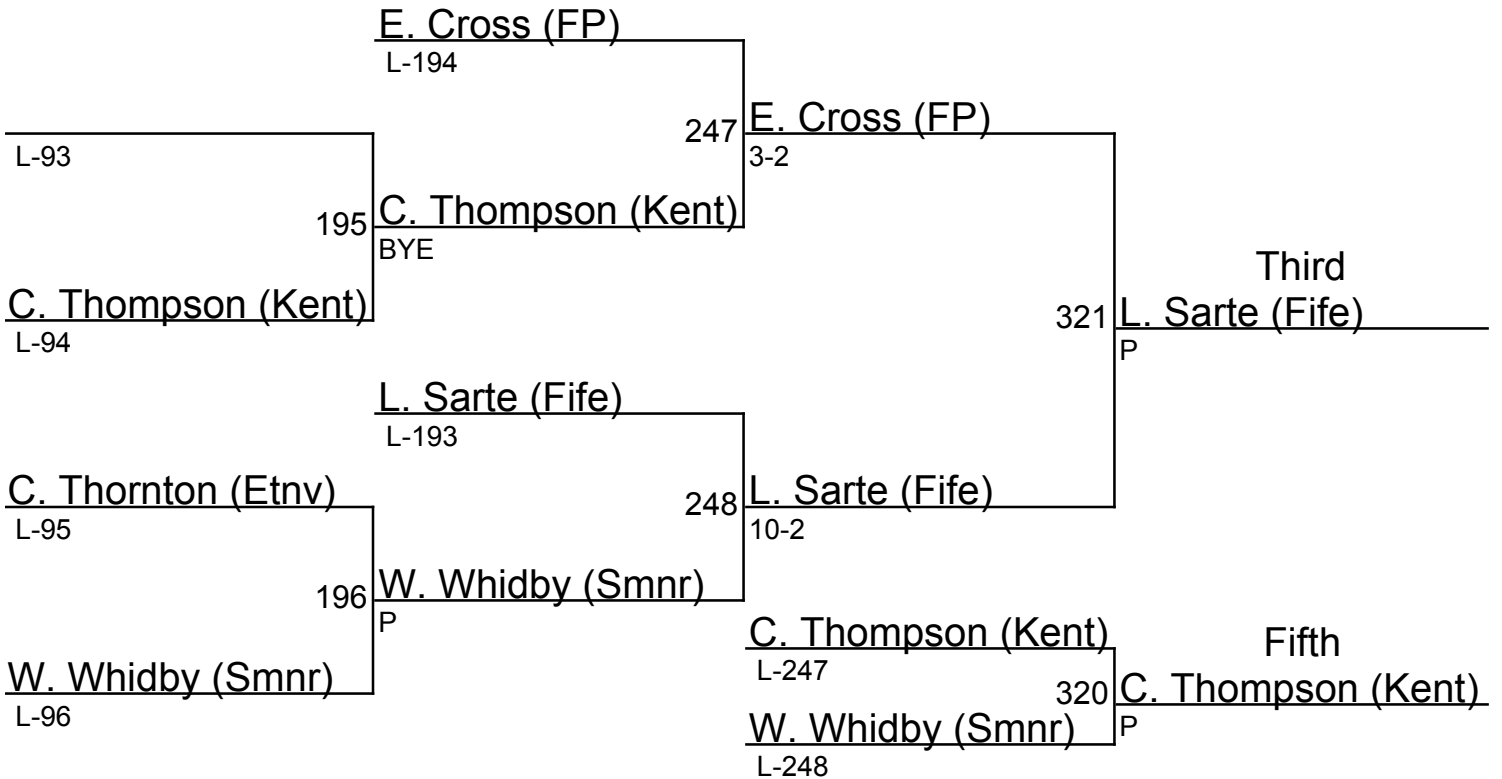 E. Cross (FP)
L-194
247 E. Cross (FP)
3-2
L-93
195 C. Thompson (Kent)
BYE
C. Thompson (Kent)
L-94
Third
321 L. Sarte (Fife)
P
L. Sarte (Fife)
L-193
C. Thornton (Etnv)
L-95
248 L. Sarte (Fife)
10-2
196 W. Whidby (Smnr)
P
W. Whidby (Smnr)
L-96
C. Thompson (Kent)
L-247
Fifth
320 C. Thompson (Kent)
P
W. Whidby (Smnr)
L-248